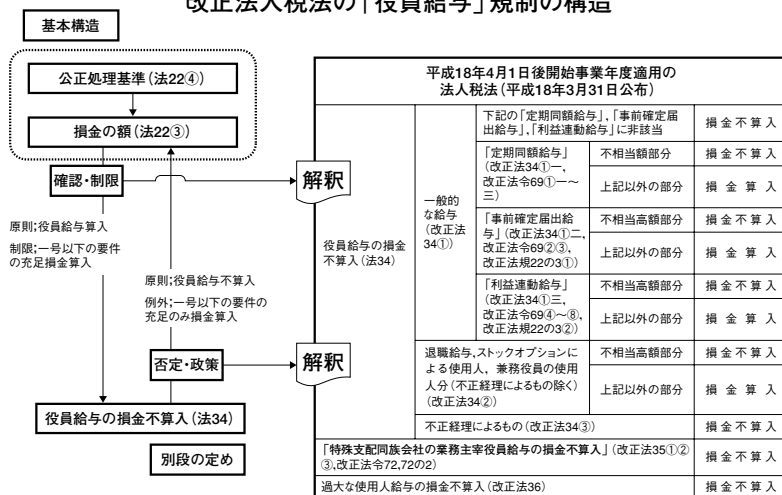 改正法人税法の「役員給与」規制の構造
基本構造
公正処理基準(法22④)
損金の額(法22③)
確認・制限
原則;役員給与算入
制限;一号以下の要件
の充足損金算入
原則;役員給与不算入
例外;一号以下の要件の
充足のみ損金算入
否定・政策
役員給与の損金不算入(法34)
別段の定め
解釈
解釈
平成18年4月1日後開始事業年度適用の
法人税法(平成18年3月31日公布)
役員給与の損金
不算入(法34)
一般的
な給与
(改正法
34①)
下記の「定期同額給与」,「事前確定届
出給与」,「利益連動給与」に非該当
損金不算入
「定期同額給与」
(改正法34①一,
改正法令69①一〜
三)
不相当額部分
損金不算入
上記以外の部分
損金算入
「事前確定届出給
与」(改正法34①二,
改正法令69②③,
改正法規22の3①)
不相当高額部分
損金不算入
上記以外の部分
損金算入
「利益連動給与」
(改正法34①三,
改正法令69④〜⑧,
改正法規22の3②)
不相当高額部分
損金不算入
上記以外の部分
損金算入
退職給与,ストックオプションに
よる使用人,兼務役員の使用
人分(不正経理によるもの除く)
(改正法34②)
不相当高額部分
損金不算入
上記以外の部分
損金算入
不正経理によるもの(改正法34③)
損金不算入
「特殊支配同族会社の業務主宰役員給与の損金不算入」(改正法35①②
③,改正法令72,72の2)
損金不算入
過大な使用人給与の損金不算入(改正法36)
損金不算入